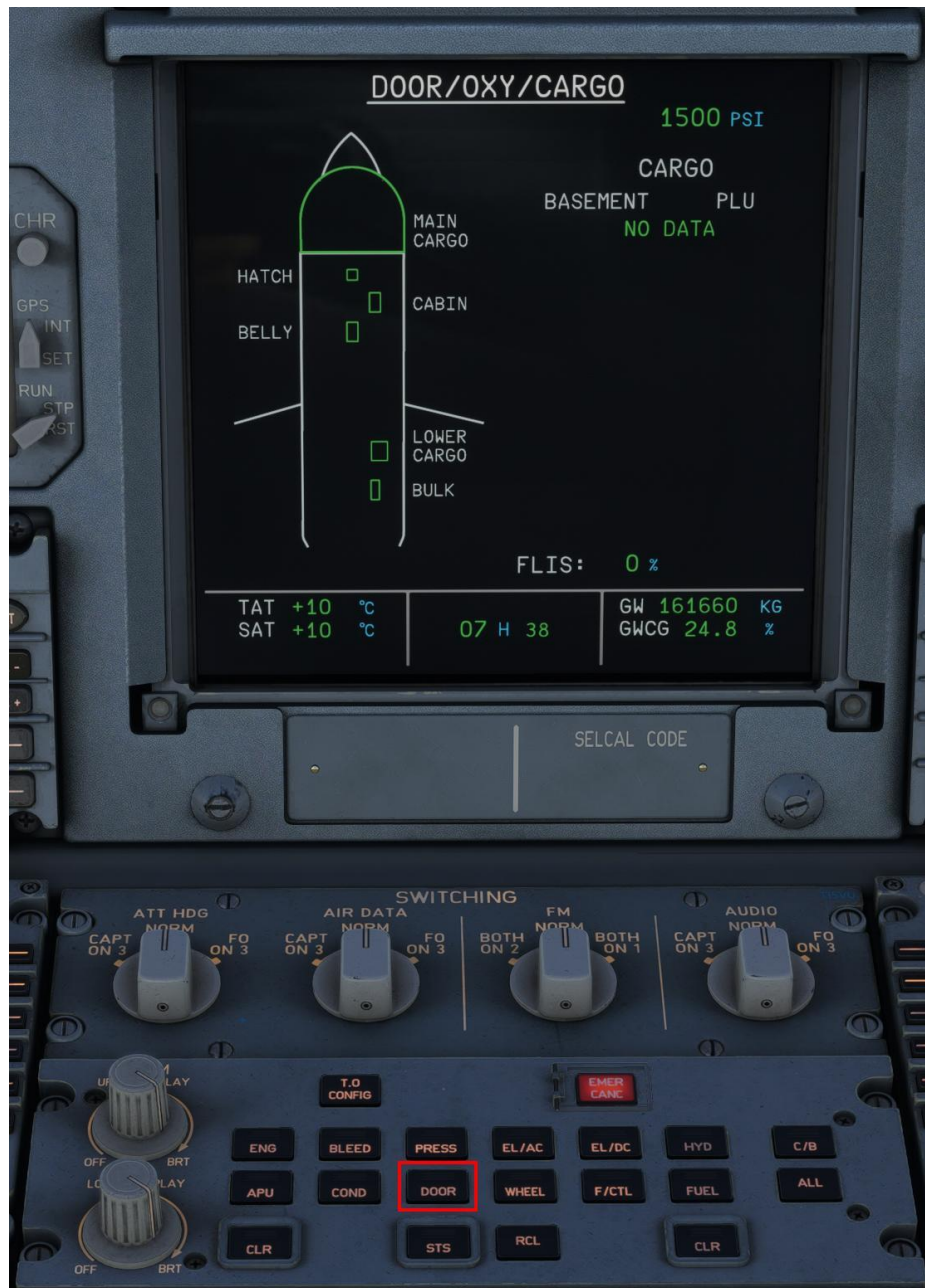 DOOR/OXY/CARGO
1500 PSI
CARGO
BASEMENT PLU
NO DATA
MAIN
CARGO
HATCH
CABIN
BELLY
LOWER
CARGO
BULK
FLIS: 0 %
TAT +10 °C
SAT +10 °C
07 H 38
GW 161660 KG
GWCG 24.8 %
CHR
GPS
INT
SET
RUN
STP
RST
SELCAL CODE
SWITCHING
ATT HDG
NORM
CAPT
ON 3
FO
ON 3
AIR DATA
NORM
CAPT
ON 3
FO
ON 3
FM
NORM
BOTH
ON 2
BOTH
ON 1
AUDIO
NORM
CAPT
ON 3
FO
ON 3
OFF BRT
OFF BRT
T.O
CONFIG
EMER
CANC
ENG BLEED PRESS EL/AC EL/DC HYD C/B
APU COND DOOR WHEEL F/CTL FUEL ALL
CLR STS RCL CLR